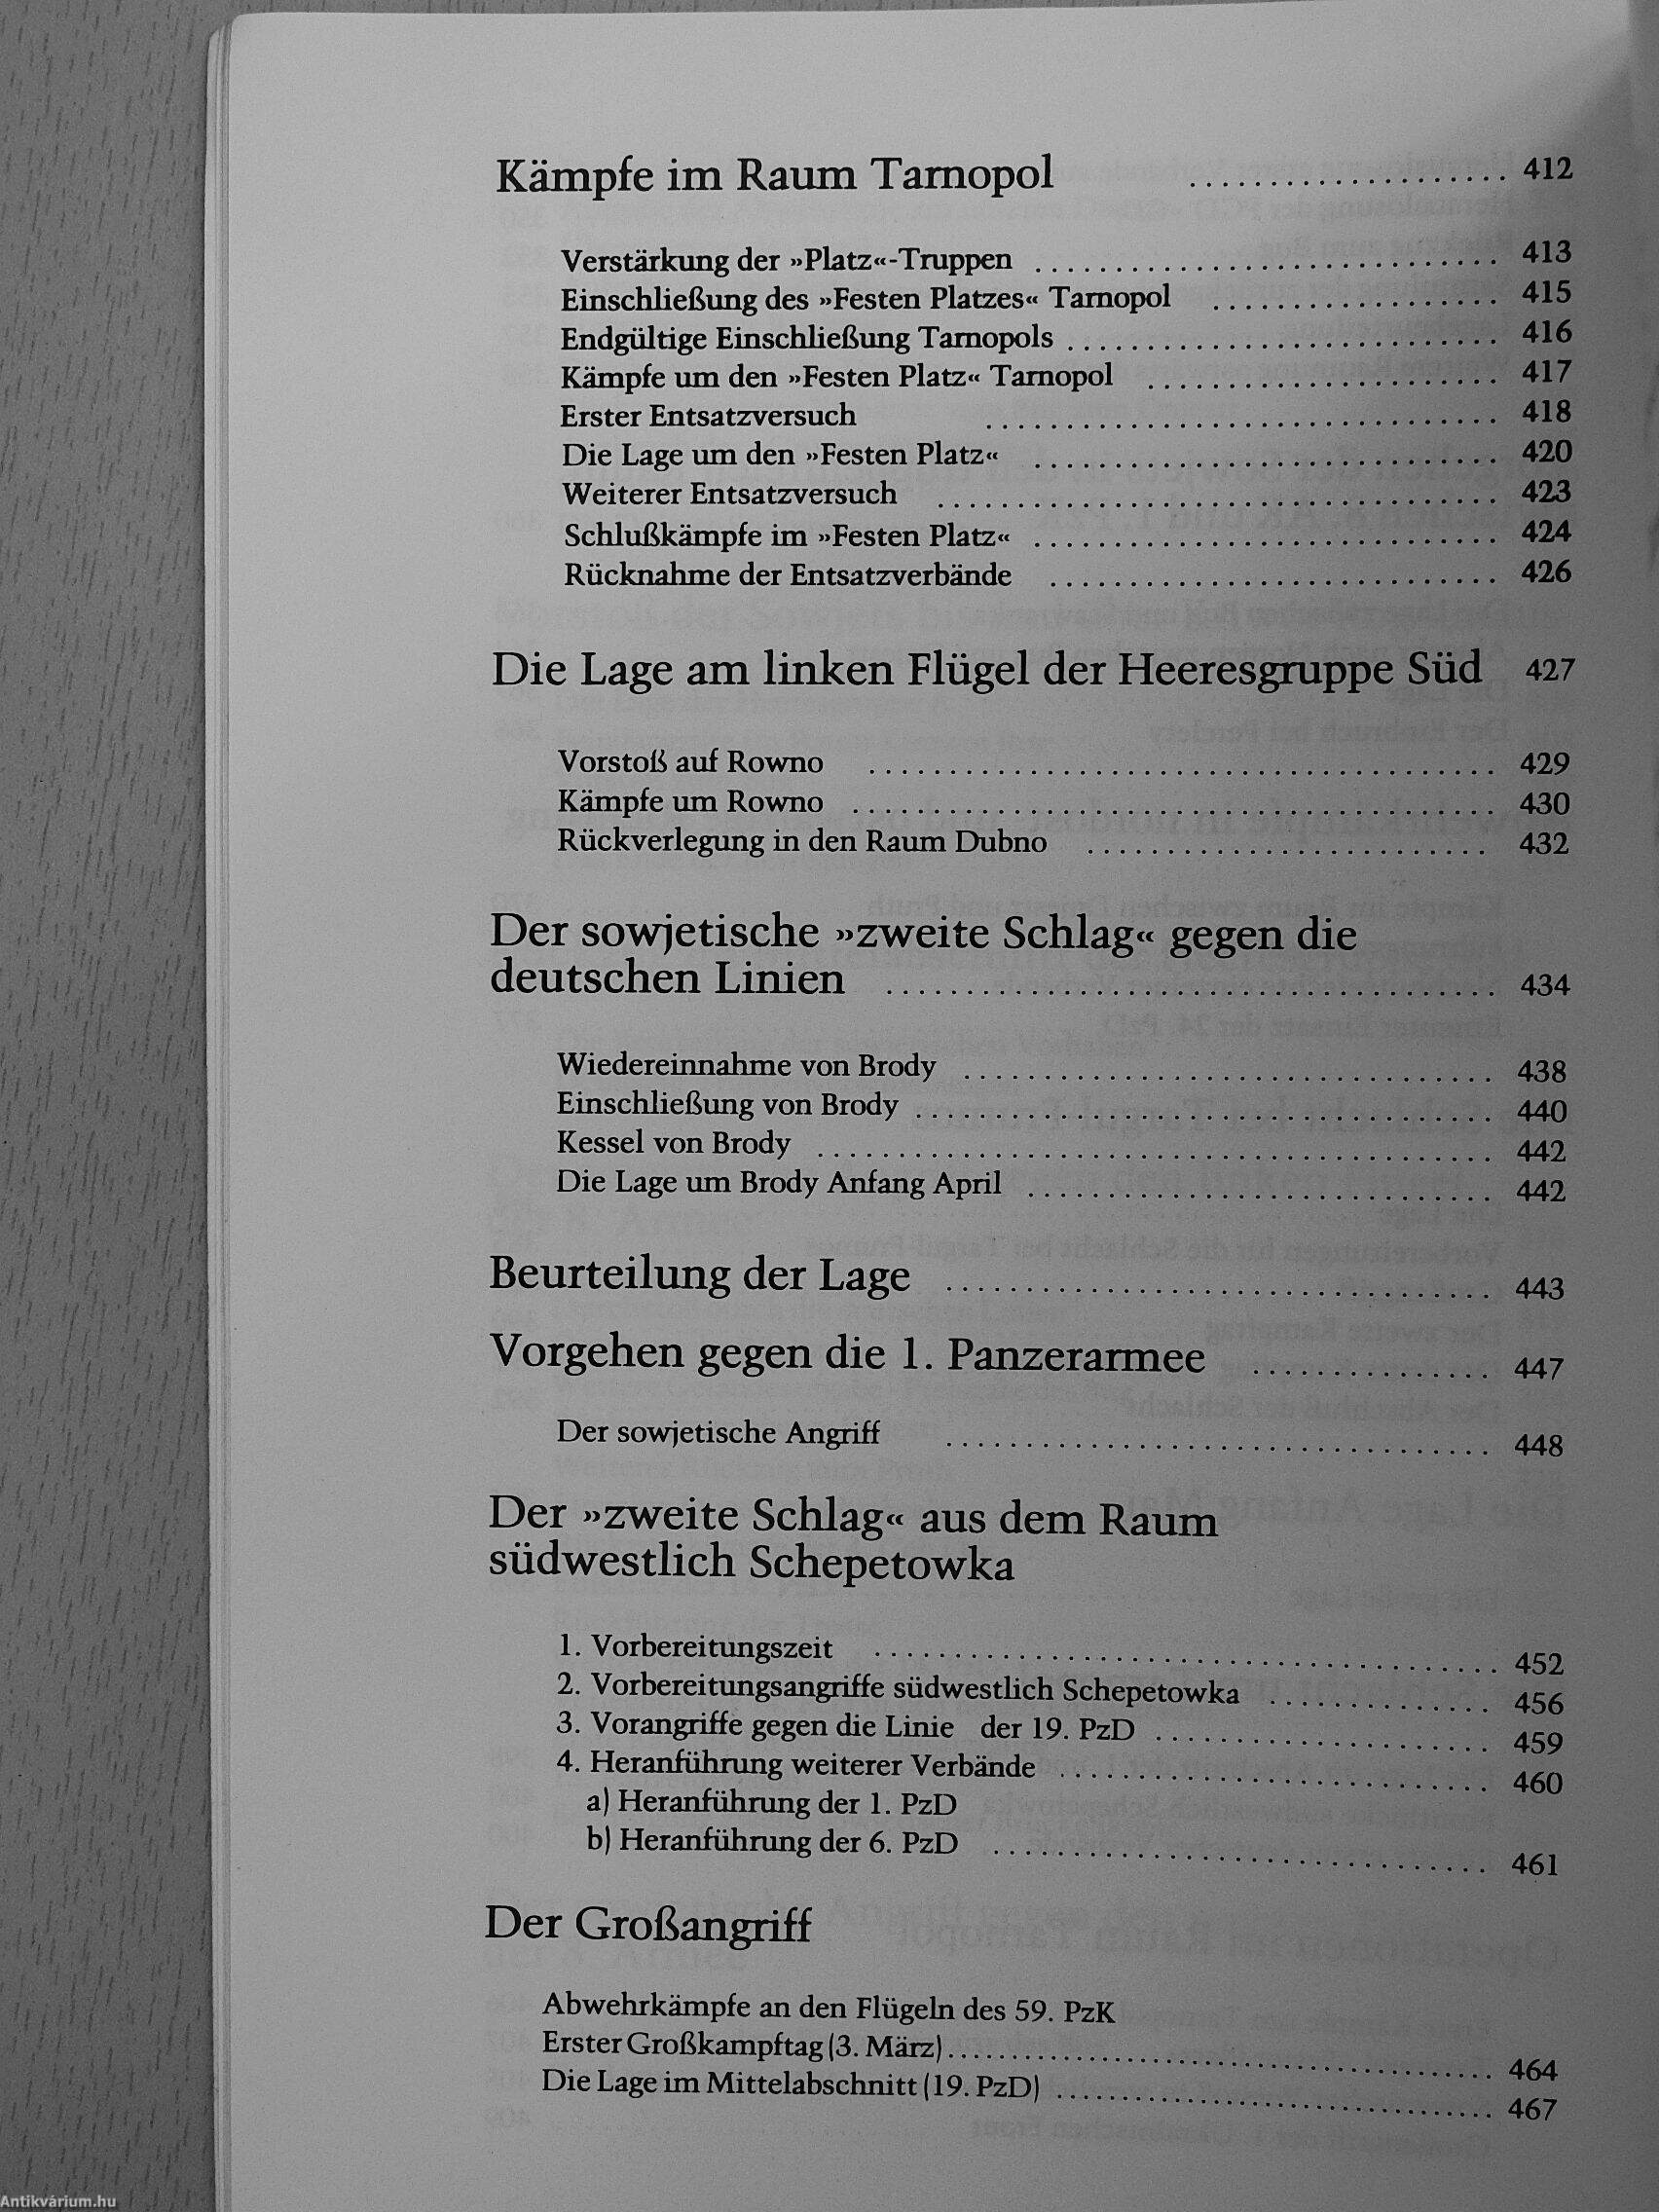 Kämpfe im Raum Tarnopol .................... 412
Verstärkung der »Platz«-Truppen .............................. 413
Einschließung des »Festen Platzes« Tarnopol .................. 415
Endgültige Einschließung Tarnopols ........................... 416
Kämpfe um den »Festen Platz« Tarnopol ...................... 417
Erster Entsatzversuch ................................ 418
Die Lage um den »Festen Platz« ............................. 420
Weiterer Entsatzversuch ................................... 423
Schlußkämpfe im »Festen Platz« ............................. 424
Rücknahme der Entsatzverbände ............................ 426
Die Lage am linken Flügel der Heeresgruppe Süd 427
Vorstoß auf Rowno ........................................ 429
Kämpfe um Rowno ......................................... 430
Rückverlegung in den Raum Dubno ......................... 432
Der sowjetische »zweite Schlag« gegen die
deutschen Linien ....................................... 434
Wiedereinnahme von Brody .................................. 438
Einschließung von Brody ..................................... 440
Kessel von Brody ........................................... 442
Die Lage um Brody Anfang April .............................. 442
Beurteilung der Lage ................................... 443
Vorgehen gegen die 1. Panzerarmee ............... 447
Der sowjetische Angriff ................................... 448
Der »zweite Schlag« aus dem Raum
südwestlich Schepetowka
1. Vorbereitungszeit ........................................ 452
2. Vorbereitungsangriffe südwestlich Schepetowka .............. 456
3. Vorangriffe gegen die Linie der 19. PzD ...................... 459
4. Heranführung weiterer Verbände ............................ 460
a) Heranführung der 1. PzD
b) Heranführung der 6. PzD ................................ 461
Der Großangriff
Abwehrkämpfe an den Flügeln des 59. PzK
Erster Großkampftag (3. März) ................................... 464
Die Lage im Mittelabschnitt (19. PzD) ............................ 467
Antikvárium.hu